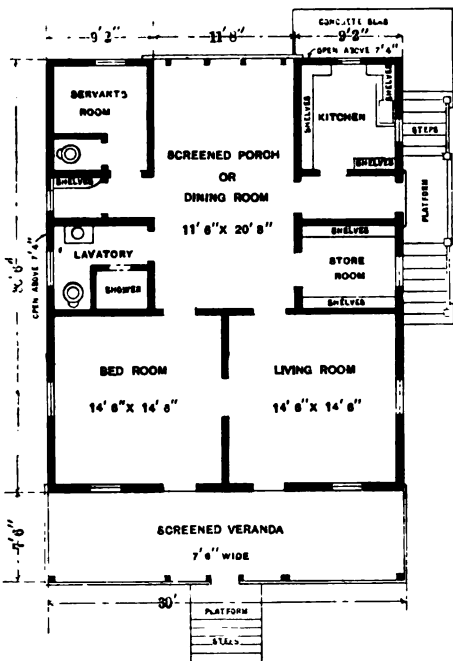 CONCRETE SLAB
9'2"
11'8"
9'2"
OPEN ABOVE 7'6"
SERVANTS
ROOM
SHELVES
SHELVES
KITCHEN
SHELVES
STEPS
PLATFORM
SCREENED PORCH
OR
DINING ROOM
11'6"X 20'8"
SHELVES
LAVATORY
SHOWER
OPEN ABOVE 7'6"
SHELVES
STORE
ROOM
SHELVES
BED ROOM
14'6"X 14'6"
LIVING ROOM
14'6"X 14'6"
SCREENED VERANDA
7'6" WIDE
7'6"
30'
PLATFORM
STEPS